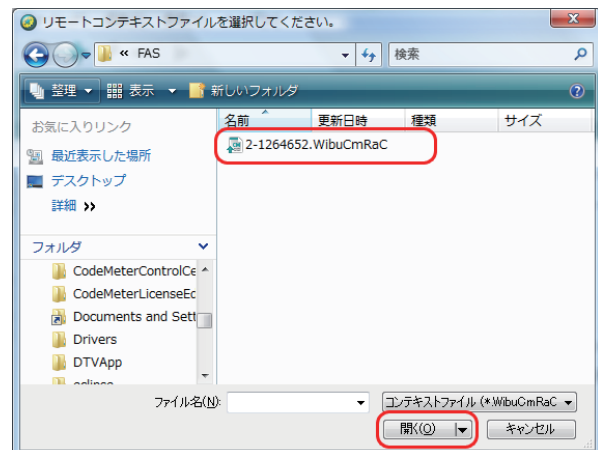 リモートコンテキストファイルを選択してください。
« FAS
検索
整理 表示 新しいフォルダ
お気に入りリンク
名前 更新日時 種類 サイズ
2-1264652.WibuCmRaC
最近表示した場所
デスクトップ
詳細 »
フォルダ
CodeMeterControlCe
CodeMeterLicenseEc
Documents and Sett
Drivers
DTVApp
eclipse
ファイル名(N):
コンテキストファイル (*.WibuCmRaC
開く(O) キャンセル